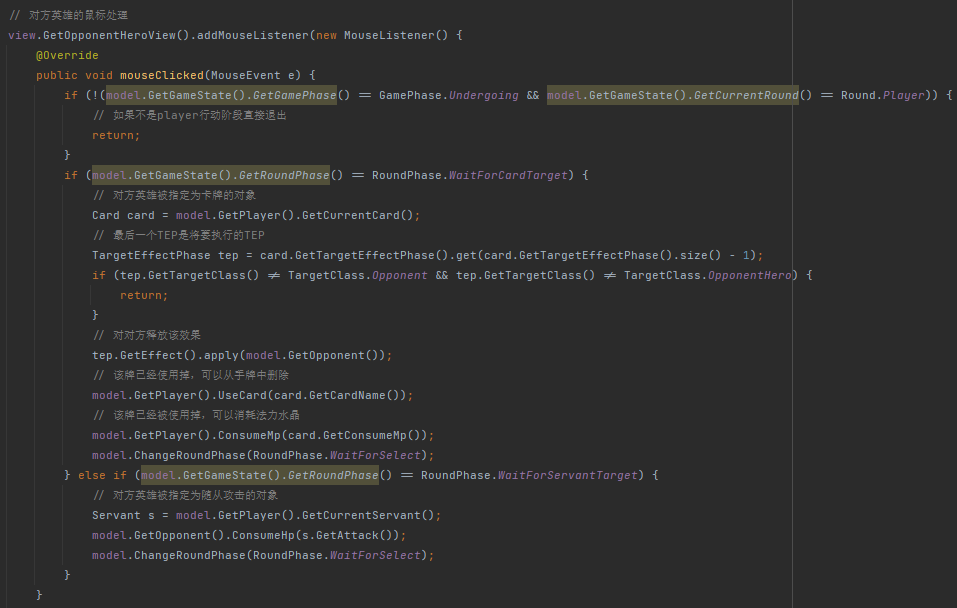 // 对方英雄的鼠标处理
view.GetOpponentHeroView().addMouseListener(new MouseListener() {
@Override
public void mouseClicked(MouseEvent e) {
if (!(model.GetGameState().GetGamePhase() == GamePhase.Undergoing && model.GetGameState().GetCurrentRound() == Round.Player)) {
// 如果不是player行动阶段直接退出
return;
}
if (model.GetGameState().GetRoundPhase() == RoundPhase.WaitForCardTarget) {
// 对方英雄被指定为卡牌的对象
Card card = model.GetPlayer().GetCurrentCard();
// 最后一个TEP是将要执行的TEP
TargetEffectPhase tep = card.GetTargetEffectPhase().get(card.GetTargetEffectPhase().size() - 1);
if (tep.GetTargetClass() != TargetClass.Opponent && tep.GetTargetClass() != TargetClass.OpponentHero) {
return;
}
// 对对方释放该效果
tep.GetEffect().apply(model.GetOpponent());
// 该牌已经使用掉，可以从手牌中删除
model.GetPlayer().UseCard(card.GetCardName());
// 该牌已经被使用掉，可以消耗法力水晶
model.GetPlayer().ConsumeMp(card.GetConsumeMp());
model.ChangeRoundPhase(RoundPhase.WaitForSelect);
} else if (model.GetGameState().GetRoundPhase() == RoundPhase.WaitForServantTarget) {
// 对方英雄被指定为随从攻击的对象
Servant s = model.GetPlayer().GetCurrentServant();
model.GetOpponent().ConsumeHp(s.GetAttack());
model.ChangeRoundPhase(RoundPhase.WaitForSelect);
}
}